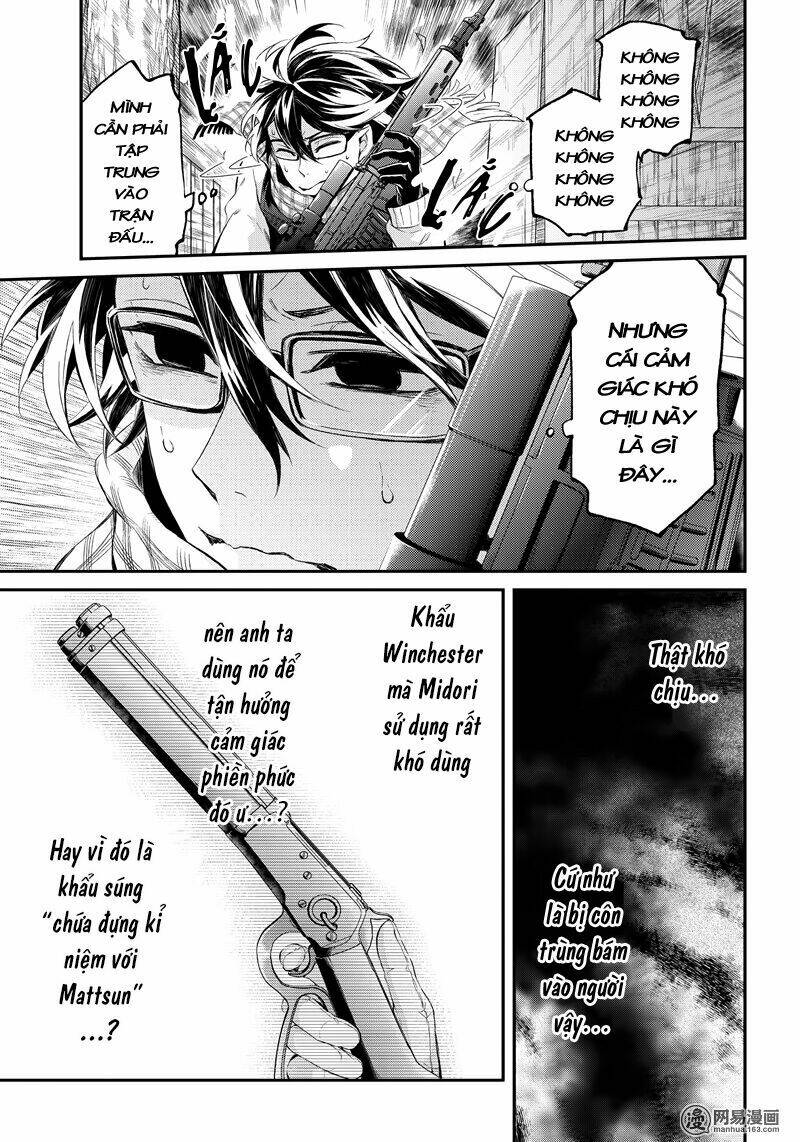 KHÔNG
KHÔNG
KHÔNG
KHÔNG
KHÔNG
KHÔNG
KHÔNG
KHÔNG
LẮC
LẮC
MÌNH
CẦN PHẢI
TẬP
TRUNG
VÀO
TRẬN
ĐẤU...
NHƯNG
CÁI CẢM
GIÁC KHÓ
CHỊU NÀY
LÀ GÌ
ĐÂY...
Thật khó
chịu...
Cứ như
là bị côn
trùng bám
vào người
vậy...
Khẩu
Winchester
mà Midori
sử dụng rất
khó dùng
nên anh ta
dùng nó để
tận hưởng
cảm giác
phiền phức
đó ư...?
Hay vì đó là
khẩu súng
“chứa đựng kỉ
niệm với
Mattsun”
...?
网易漫画
manhua.163.com